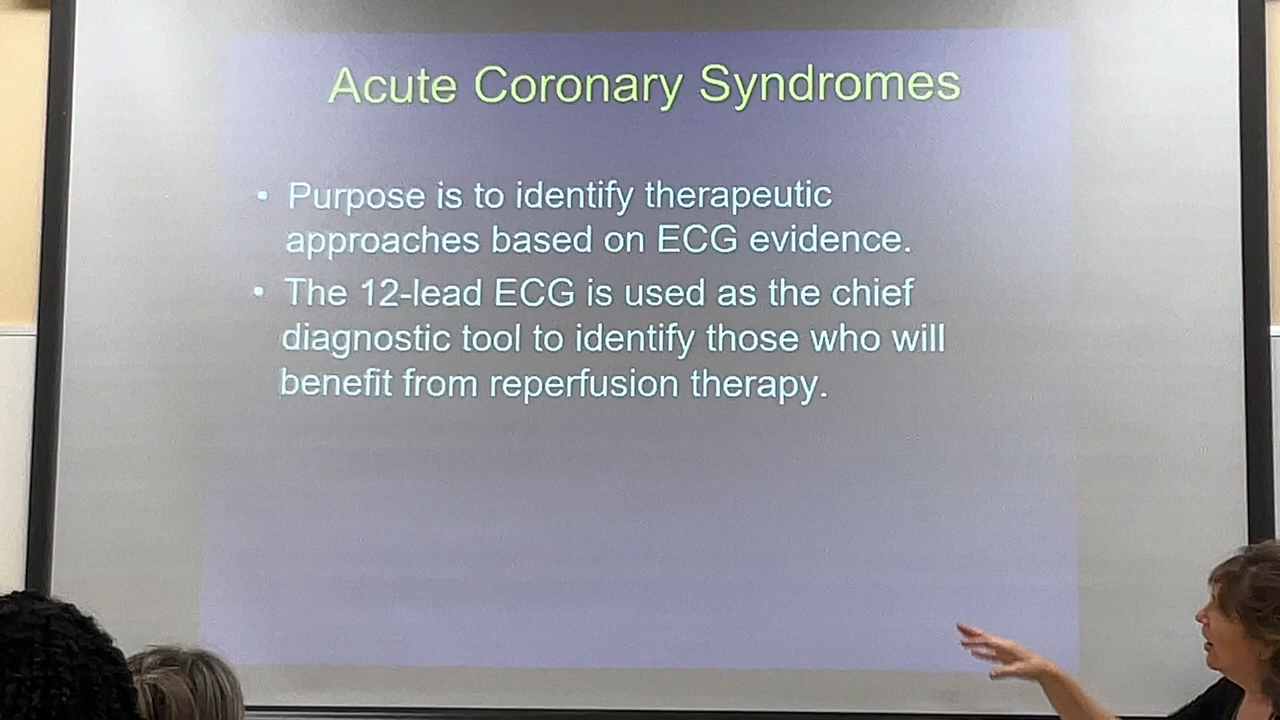 Acute Coronary Syndromes
• Purpose is to identify therapeutic
approaches based on ECG evidence.
• The 12-lead ECG is used as the chief
diagnostic tool to identify those who will
benefit from reperfusion therapy.